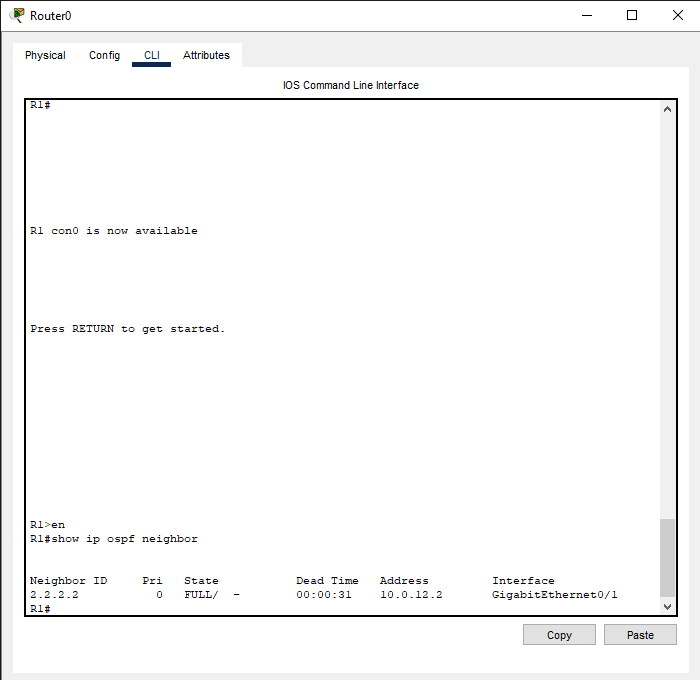 Router0
Physical Config CLI Attributes
IOS Command Line Interface
R1#
R1 con0 is now available
Press RETURN to get started.
R1>en
R1#show ip ospf neighbor
Neighbor ID Pri State Dead Time Address Interface
2.2.2.2 0 FULL/ - 00:00:31 10.0.12.2 GigabitEthernet0/1
R1#
Copy Paste